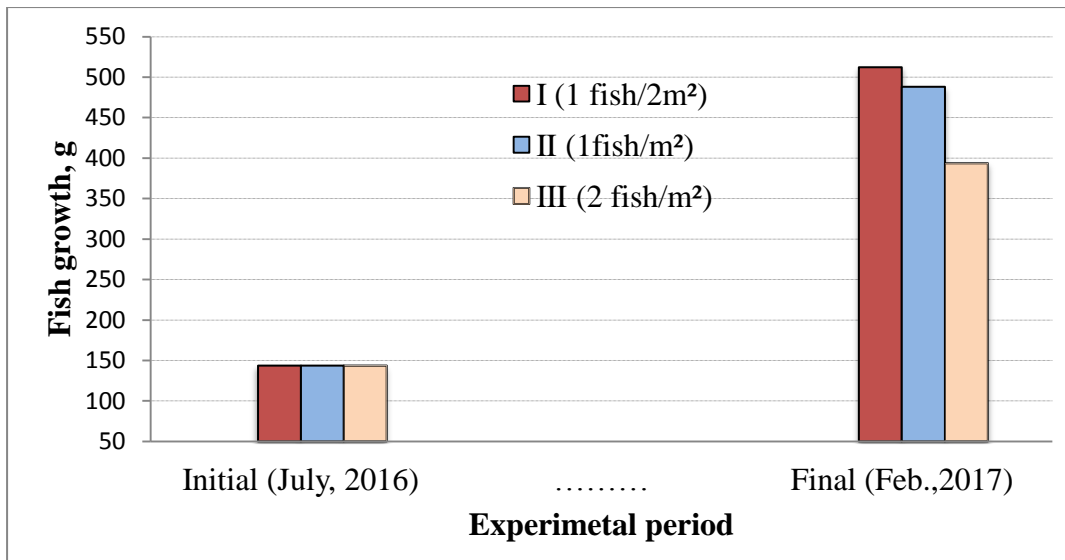 550
500
450
400
350
300
250
200
150
100
50
Fish growth, g
I (1 fish/2m²)
II (1fish/m²)
III (2 fish/m²)
Initial (July, 2016) ……… Final (Feb.,2017)
Experimetal period